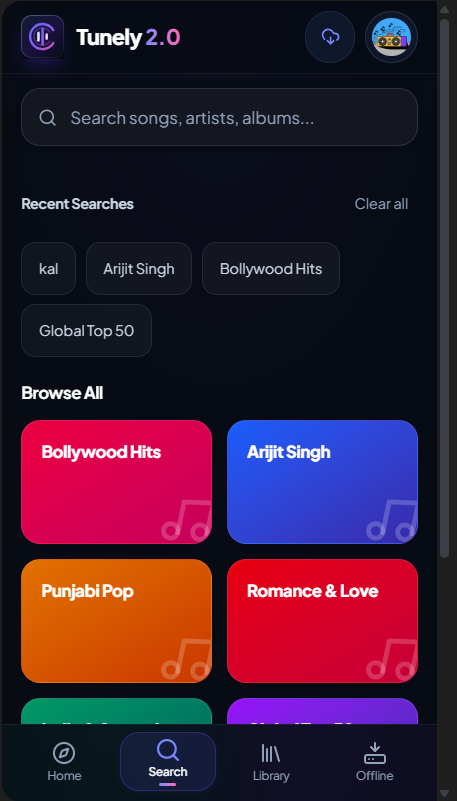 Tunely 2.0
Search songs, artists, albums...
Recent Searches
Clear all
kal
Arijit Singh
Bollywood Hits
Global Top 50
Browse All
Bollywood Hits
Arijit Singh
Punjabi Pop
Romance & Love
Home
Search
Library
Offline